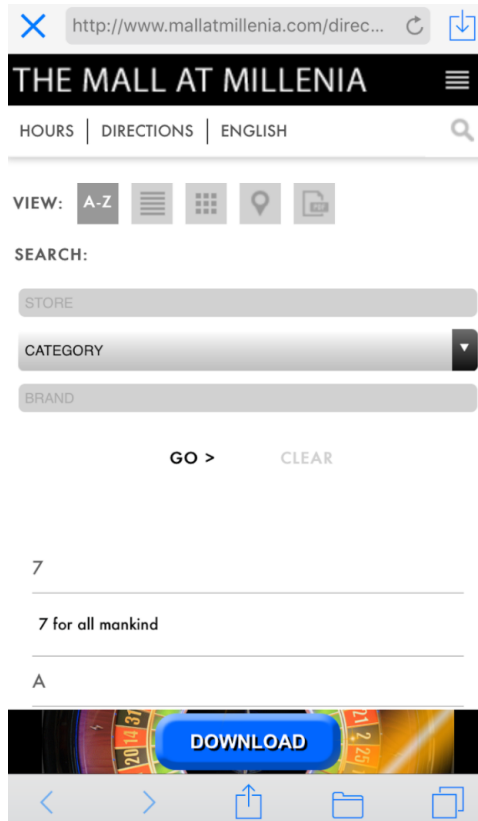 http://www.mallatmillenia.com/direc...
THE MALL AT MILLENIA
HOURS | DIRECTIONS | ENGLISH
VIEW: A-Z PDF
SEARCH:
STORE
CATEGORY
BRAND
GO > CLEAR
7
7 for all mankind
A
DOWNLOAD